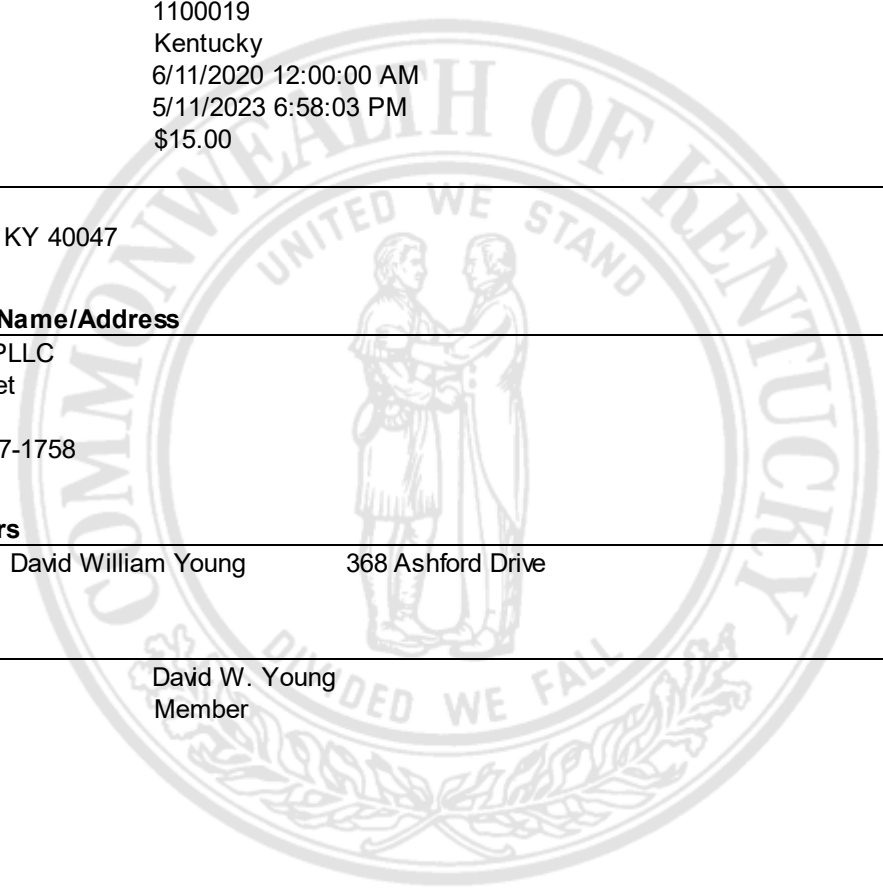 1100019
Kentucky
6/11/2020 12:00:00 AM
5/11/2023 6:58:03 PM
$15.00
KY 40047
Name/Address
PLLC
et
7-1758
rs
David William Young 368 Ashford Drive
David W. Young
Member
COMMONWEALTH OF KENTUCKY
UNITED WE STAND
DIVIDED WE FALL